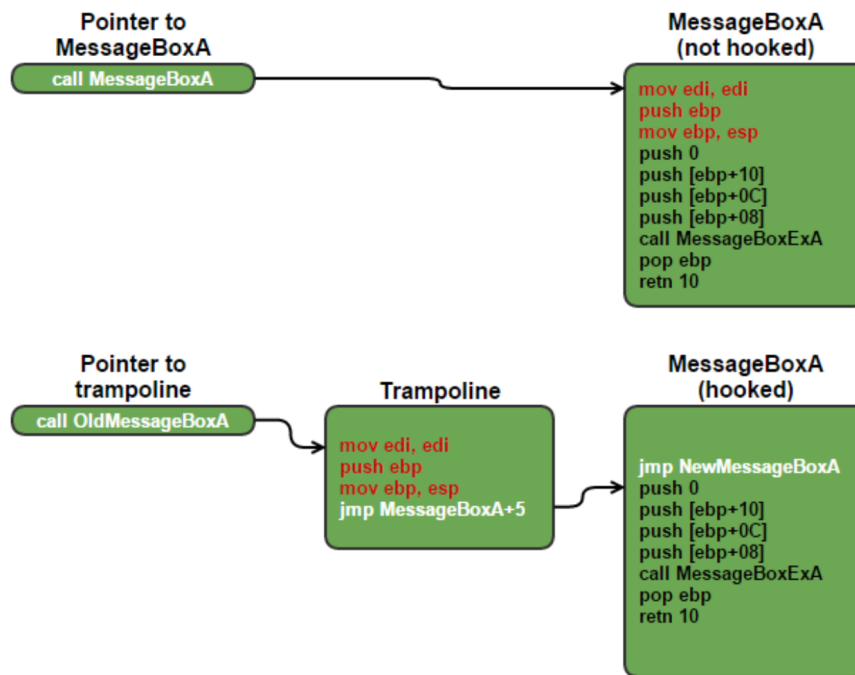 Pointer to
MessageBoxA
call MessageBoxA
MessageBoxA
(not hooked)
mov edi, edi
push ebp
mov ebp, esp
push 0
push [ebp+10]
push [ebp+0C]
push [ebp+08]
call MessageBoxExA
pop ebp
retn 10
Pointer to
trampoline
call OldMessageBoxA
Trampoline
mov edi, edi
push ebp
mov ebp, esp
jmp MessageBoxA+5
MessageBoxA
(hooked)
jmp NewMessageBoxA
push 0
push [ebp+10]
push [ebp+0C]
push [ebp+08]
call MessageBoxExA
pop ebp
retn 10